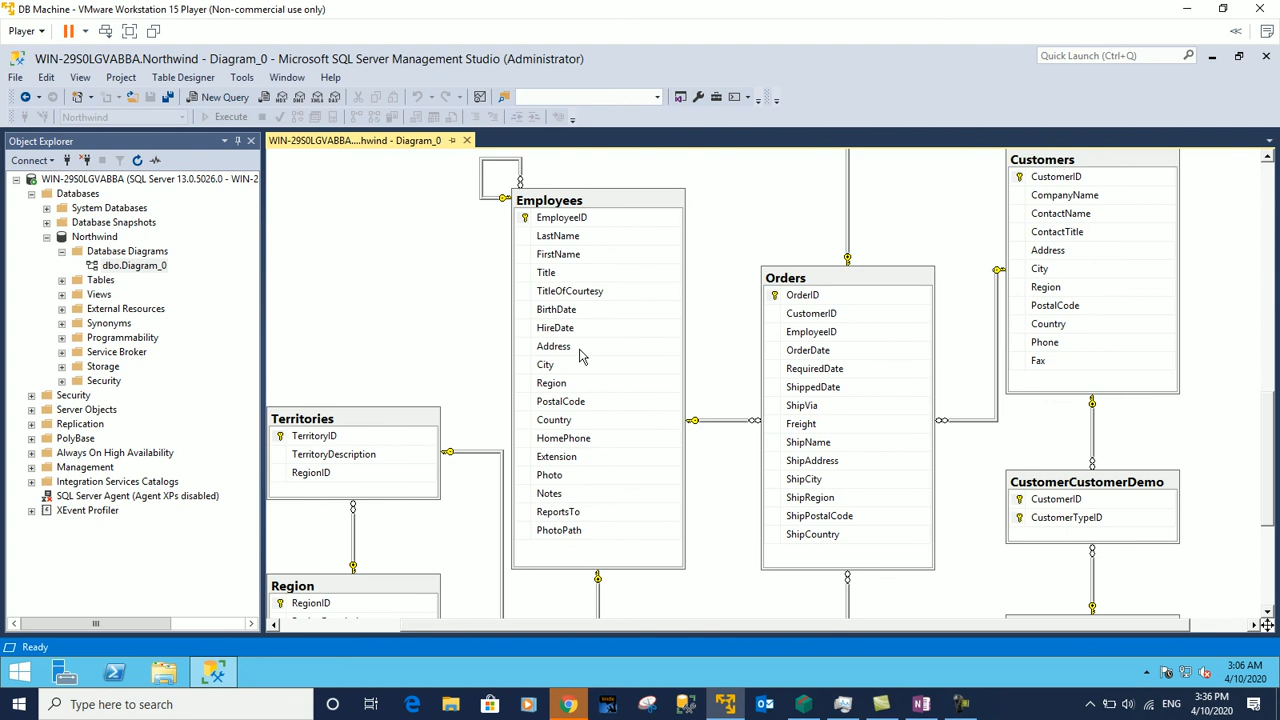 DB Machine - VMware Workstation 15 Player (Non-commercial use only)
Player
WIN-29S0LGVABBA.Northwind - Diagram_0 - Microsoft SQL Server Management Studio (Administrator)
Quick Launch (Ctrl+Q)
File Edit View Project Table Designer Tools Window Help
New Query
MDX DMX XMLA DAX
Northwind
Execute
Object Explorer
WIN-29S0LGVABBA....hwind - Diagram_0
Connect
WIN-29S0LGVABBA (SQL Server 13.0.5026.0 - WIN-2
Databases
System Databases
Database Snapshots
Northwind
Database Diagrams
dbo.Diagram_0
Tables
Views
External Resources
Synonyms
Programmability
Service Broker
Storage
Security
Security
Server Objects
Replication
PolyBase
Always On High Availability
Management
Integration Services Catalogs
SQL Server Agent (Agent XPs disabled)
XEvent Profiler
Employees
EmployeeID
LastName
FirstName
Title
TitleOfCourtesy
BirthDate
HireDate
Address
City
Region
PostalCode
Country
HomePhone
Extension
Photo
Notes
ReportsTo
PhotoPath
Territories
TerritoryID
TerritoryDescription
RegionID
Region
RegionID
Orders
OrderID
CustomerID
EmployeeID
OrderDate
RequiredDate
ShippedDate
ShipVia
Freight
ShipName
ShipAddress
ShipCity
ShipRegion
ShipPostalCode
ShipCountry
Customers
CustomerID
CompanyName
ContactName
ContactTitle
Address
City
Region
PostalCode
Country
Phone
Fax
CustomerCustomerDemo
CustomerID
CustomerTypeID
Ready
3:06 AM
4/10/2020
Type here to search
ENG
3:36 PM
4/10/2020